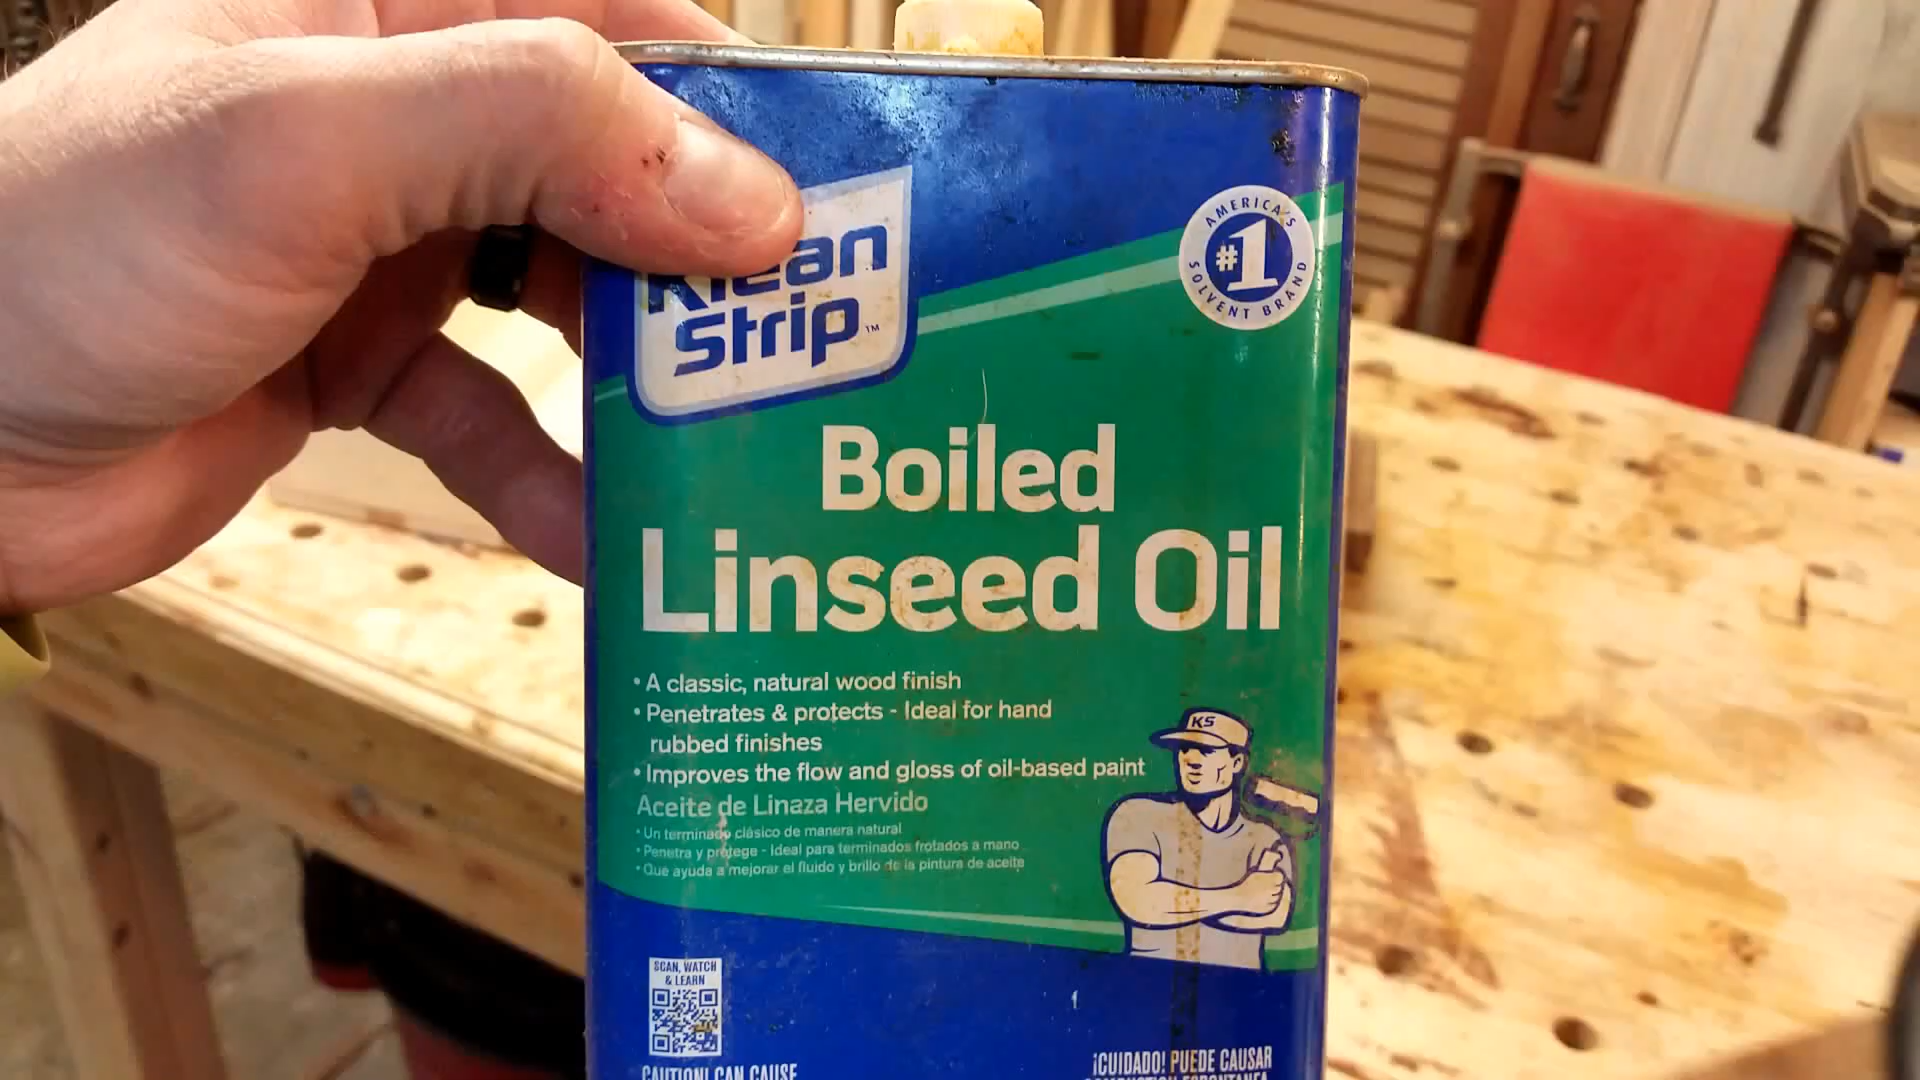 Klean
Strip™
AMERICA'S
#1
SOLVENT BRAND
Boiled
Linseed Oil
• A classic, natural wood finish
• Penetrates & protects - Ideal for hand
rubbed finishes
• Improves the flow and gloss of oil-based paint
Aceite de Linaza Hervido
• Un terminado clásico de manera natural
• Penetra y protege - Ideal para terminados frotados a mano
• Que ayuda a mejorar el fluido y brillo de la pintura de aceite
KS
SCAN, WATCH
& LEARN
CAUTION! CAN CAUSE
¡CUIDADO! PUEDE CAUSAR
COMBUSTIÓN ESPONTÁNEA